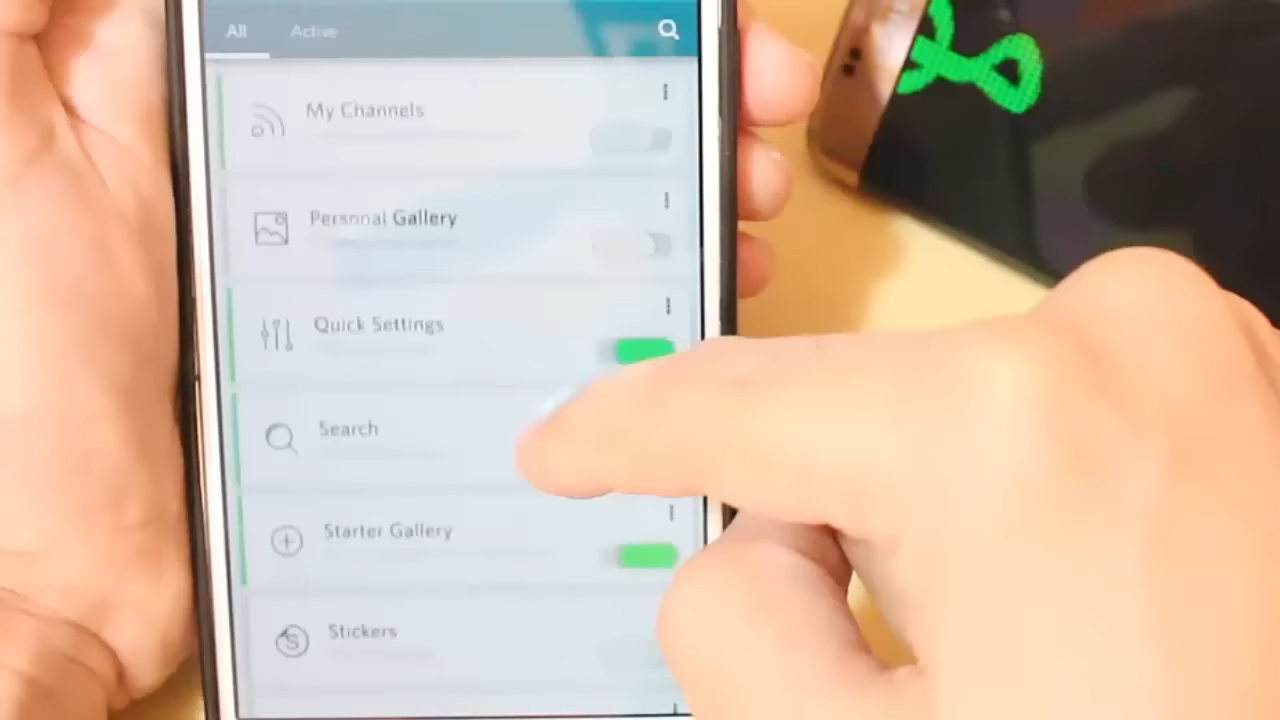 All
Active
My Channels
Personal Gallery
Quick Settings
Search
Starter Gallery
Stickers